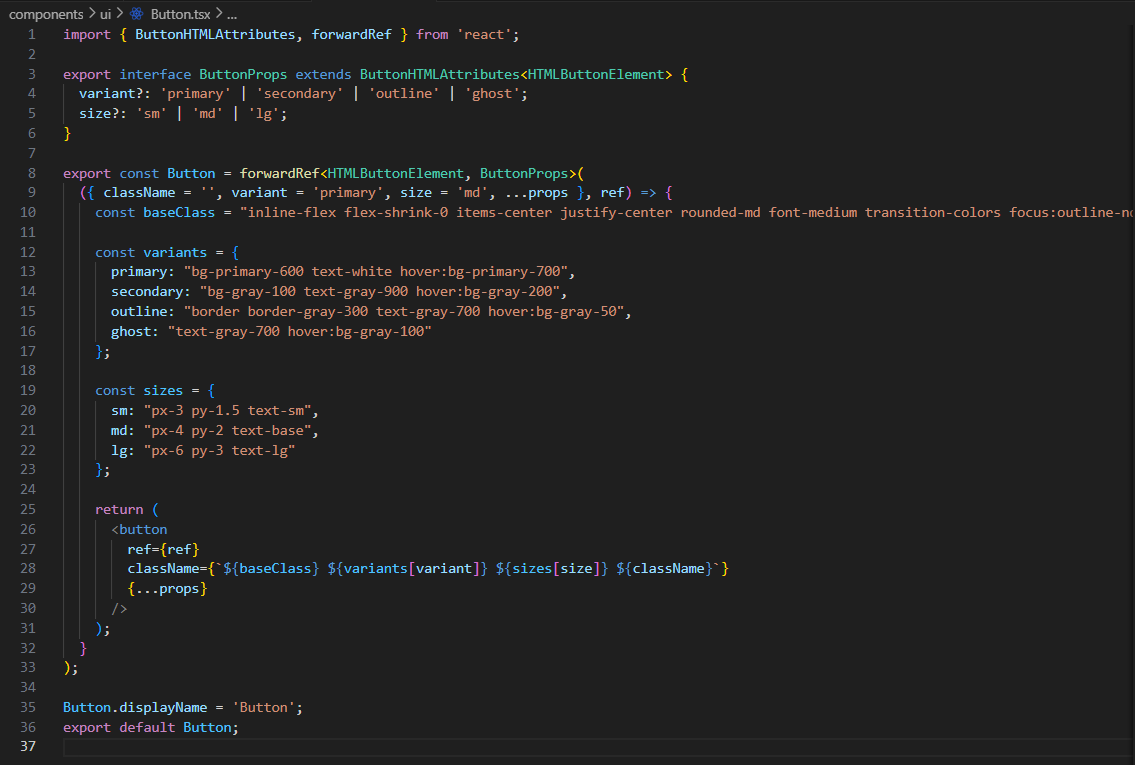 components > ui > Button.tsx > ...
1 import { ButtonHTMLAttributes, forwardRef } from 'react';
2
3 export interface ButtonProps extends ButtonHTMLAttributes<HTMLButtonElement> {
4   variant?: 'primary' | 'secondary' | 'outline' | 'ghost';
5   size?: 'sm' | 'md' | 'lg';
6 }
7
8 export const Button = forwardRef<HTMLButtonElement, ButtonProps>(
9   ({ className = '', variant = 'primary', size = 'md', ...props }, ref) => {
10     const baseClass = "inline-flex flex-shrink-0 items-center justify-center rounded-md font-medium transition-colors focus:outline-no
11
12     const variants = {
13       primary: "bg-primary-600 text-white hover:bg-primary-700",
14       secondary: "bg-gray-100 text-gray-900 hover:bg-gray-200",
15       outline: "border border-gray-300 text-gray-700 hover:bg-gray-50",
16       ghost: "text-gray-700 hover:bg-gray-100"
17     };
18
19     const sizes = {
20       sm: "px-3 py-1.5 text-sm",
21       md: "px-4 py-2 text-base",
22       lg: "px-6 py-3 text-lg"
23     };
24
25     return (
26       <button
27         ref={ref}
28         className={`${baseClass} ${variants[variant]} ${sizes[size]} ${className}`}
29         {...props}
30       />
31     );
32   }
33 );
34
35 Button.displayName = 'Button';
36 export default Button;
37